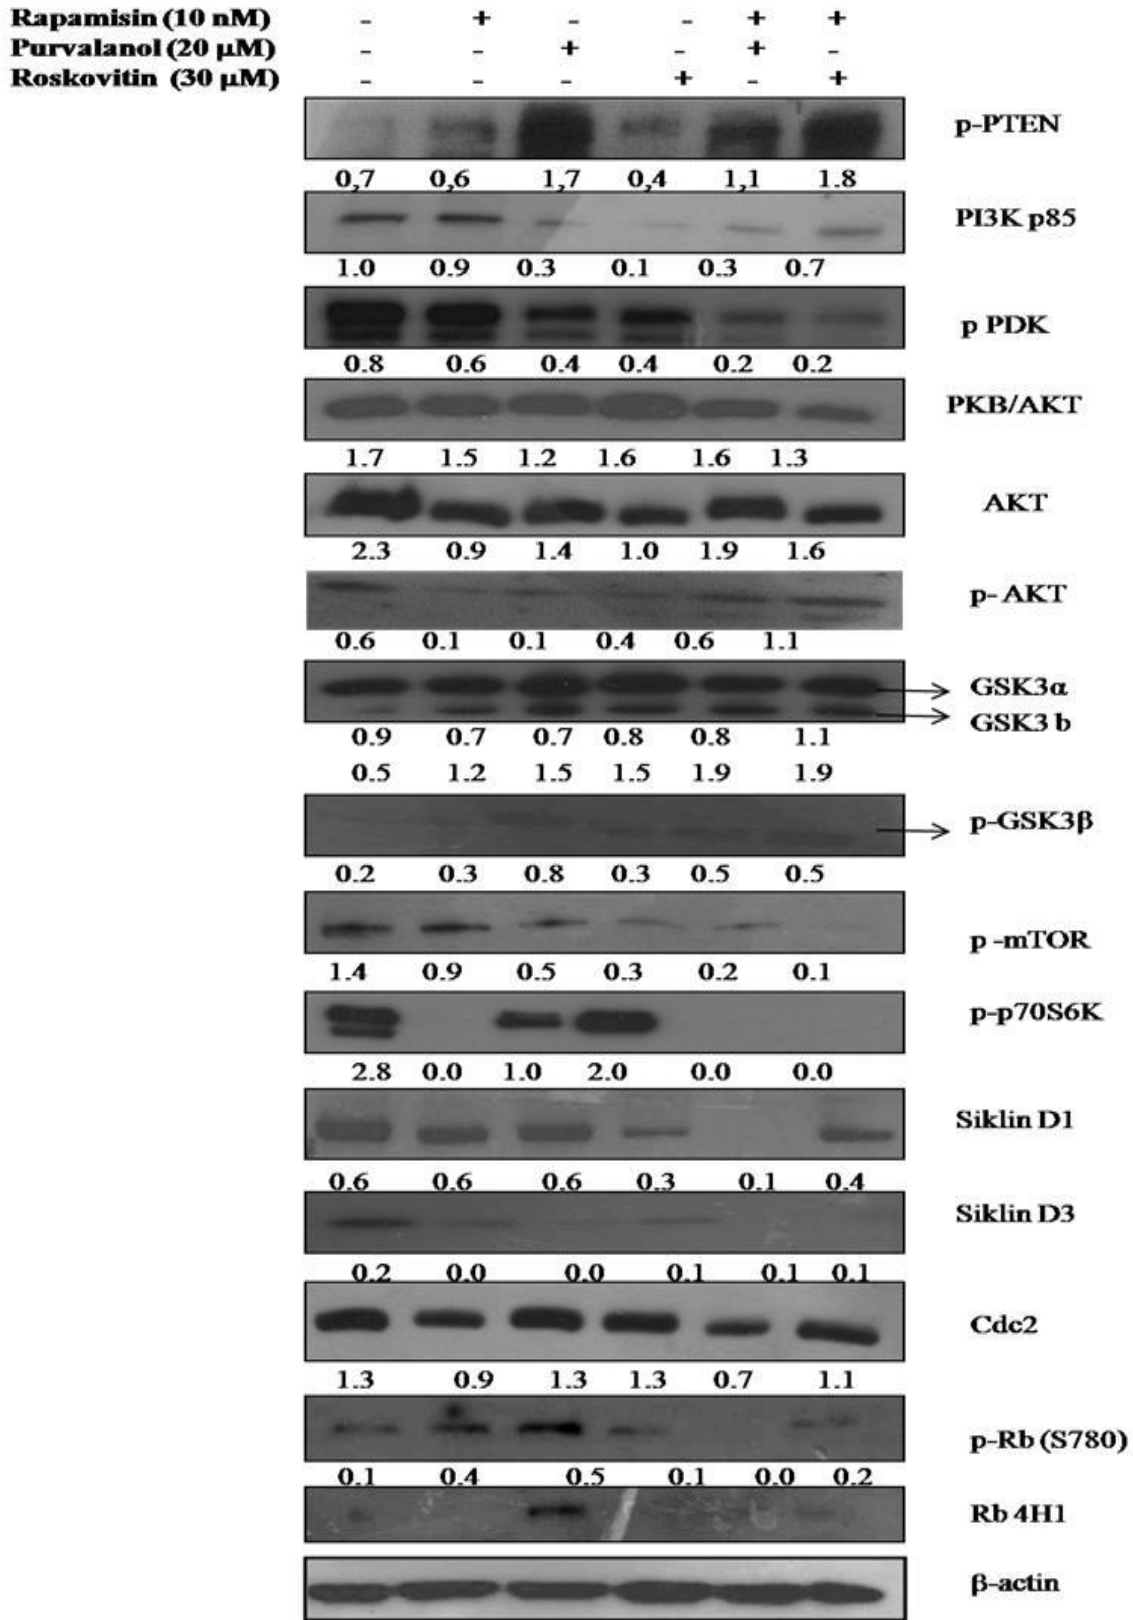 Rapamisin (10 nM) - + - - + +
Purvalanol (20 µM) - - + - + -
Roskovitin (30 µM) - - - + - +
p-PTEN
0,7 0,6 1,7 0,4 1,1 1.8
PI3K p85
1.0 0.9 0.3 0.1 0.3 0.7
p PDK
0.8 0.6 0.4 0.4 0.2 0.2
PKB/AKT
1.7 1.5 1.2 1.6 1.6 1.3
AKT
2.3 0.9 1.4 1.0 1.9 1.6
p- AKT
0.6 0.1 0.1 0.4 0.6 1.1
GSK3α
GSK3 b
0.9 0.7 0.7 0.8 0.8 1.1
0.5 1.2 1.5 1.5 1.9 1.9
p-GSK3β
0.2 0.3 0.8 0.3 0.5 0.5
p -mTOR
1.4 0.9 0.5 0.3 0.2 0.1
p-p70S6K
2.8 0.0 1.0 2.0 0.0 0.0
Siklin D1
0.6 0.6 0.6 0.3 0.1 0.4
Siklin D3
0.2 0.0 0.0 0.1 0.1 0.1
Cdc2
1.3 0.9 1.3 1.3 0.7 1.1
p-Rb (S780)
0.1 0.4 0.5 0.1 0.0 0.2
Rb 4H1
β-actin